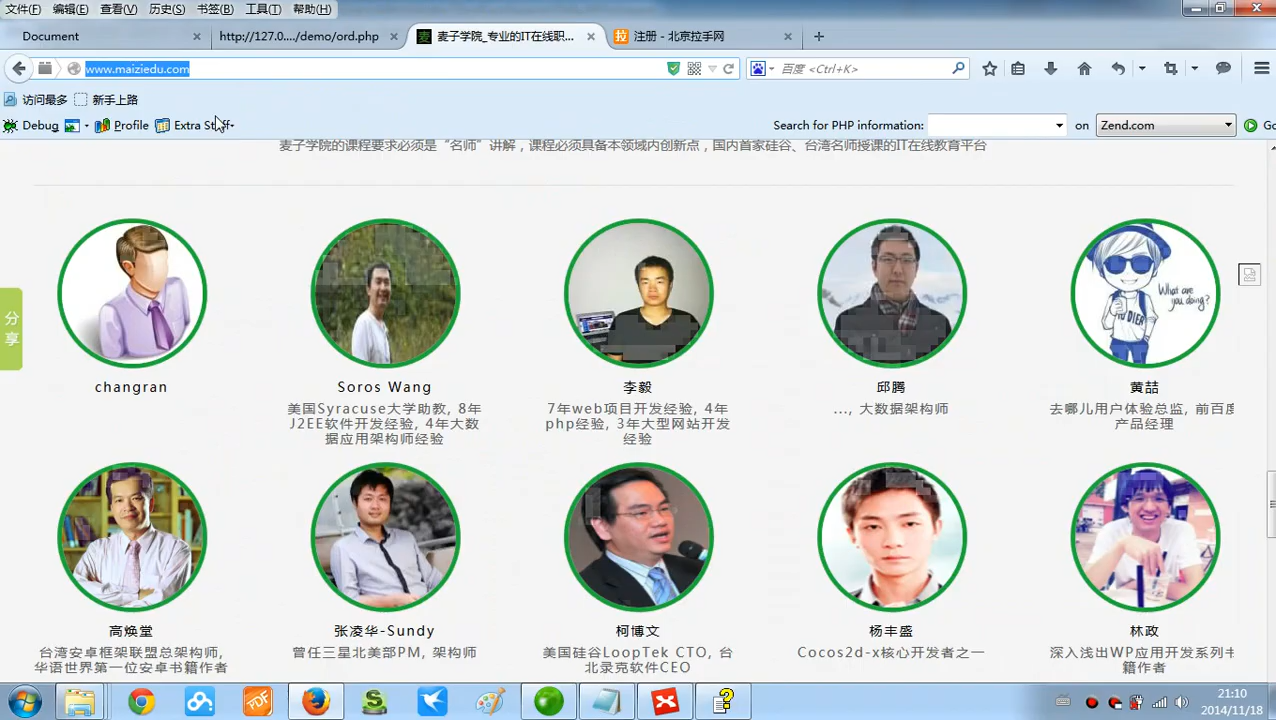 文件(F) 编辑(E) 查看(V) 历史(S) 书签(B) 工具(T) 帮助(H)
Document × http://127.0..../demo/ord.php × 麦子学院_专业的IT在线职... × 注册 - 北京拉手网 ×
www.maiziedu.com 百度 <Ctrl+K>
访问最多 新手上路
Debug Profile Extra Stuff Search for PHP information: on Zend.com Go
麦子学院的课程要求必须是“名师”讲解，课程必须具备本领域内创新点，国内首家硅谷、台湾名师授课的IT在线教育平台
分
享
What are
you doing?
changran Soros Wang 李毅 邱腾 黄喆
美国Syracuse大学助教, 8年 7年web项目开发经验, 4年 ..., 大数据架构师 去哪儿用户体验总监, 前百度
J2EE软件开发经验, 4年大数 php经验, 3年大型网站开发 产品经理
据应用架构师经验 经验
高焕堂 张凌华-Sundy 柯博文 杨丰盛 林政
台湾安卓框架联盟总架构师, 曾任三星北美部PM, 架构师 美国硅谷LoopTek CTO, 台 Cocos2d-x核心开发者之一 深入浅出WP应用开发系列书
华语世界第一位安卓书籍作者 北录克软件CEO 籍作者
PDF
21:10
2014/11/18